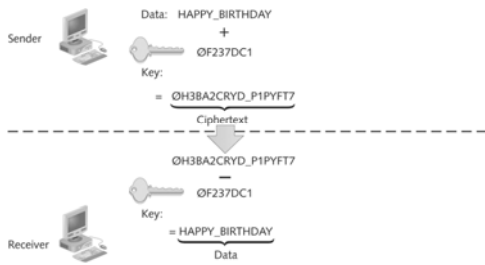 Data: HAPPY_BIRTHDAY
Sender
+
ØF237DC1
Key:
= ØH3BA2CRYD_P1PYFT7
Ciphertext
ØH3BA2CRYD_P1PYFT7
−
ØF237DC1
Key:
= HAPPY_BIRTHDAY
Receiver
Data